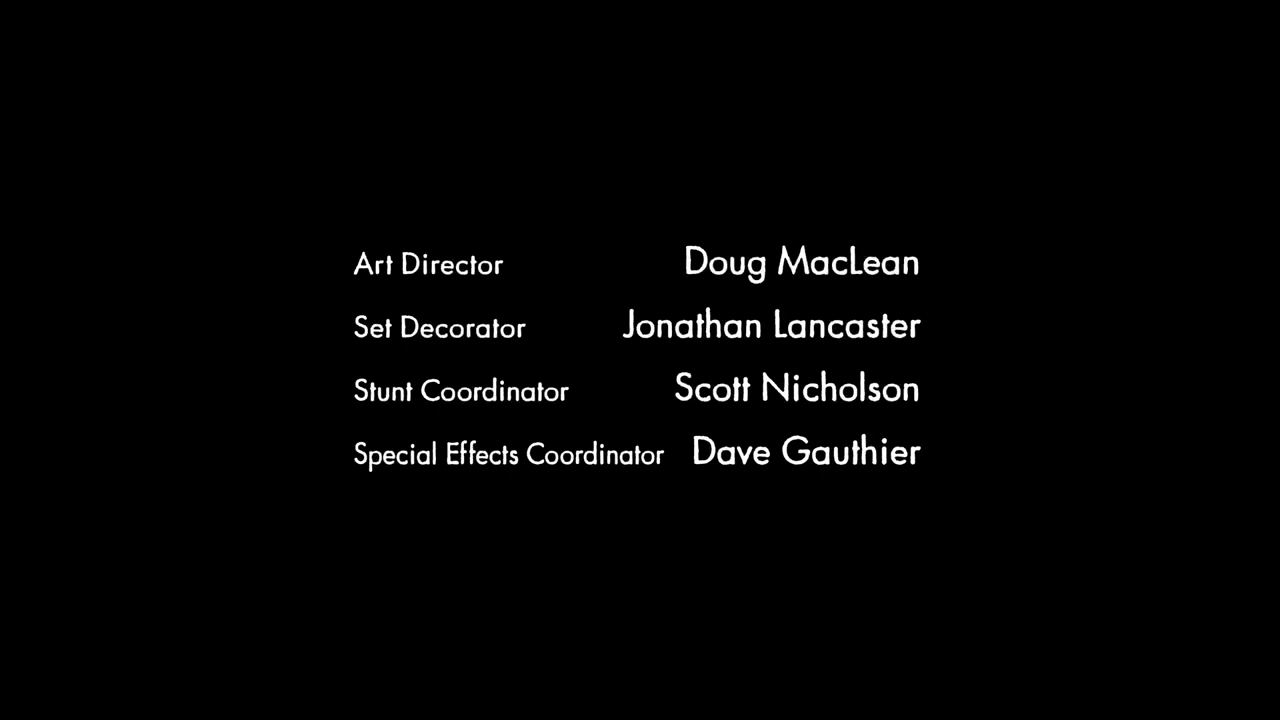 Art Director Doug MacLean
Set Decorator Jonathan Lancaster
Stunt Coordinator Scott Nicholson
Special Effects Coordinator Dave Gauthier